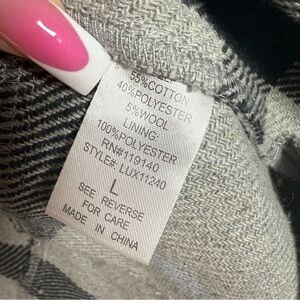 55%COTTON
40%POLYESTER
5%WOOL
LINING:
100%POLYESTER
RN#119140
STYLE#: LUX11240
L
SEE REVERSE
FOR CARE
MADE IN CHINA